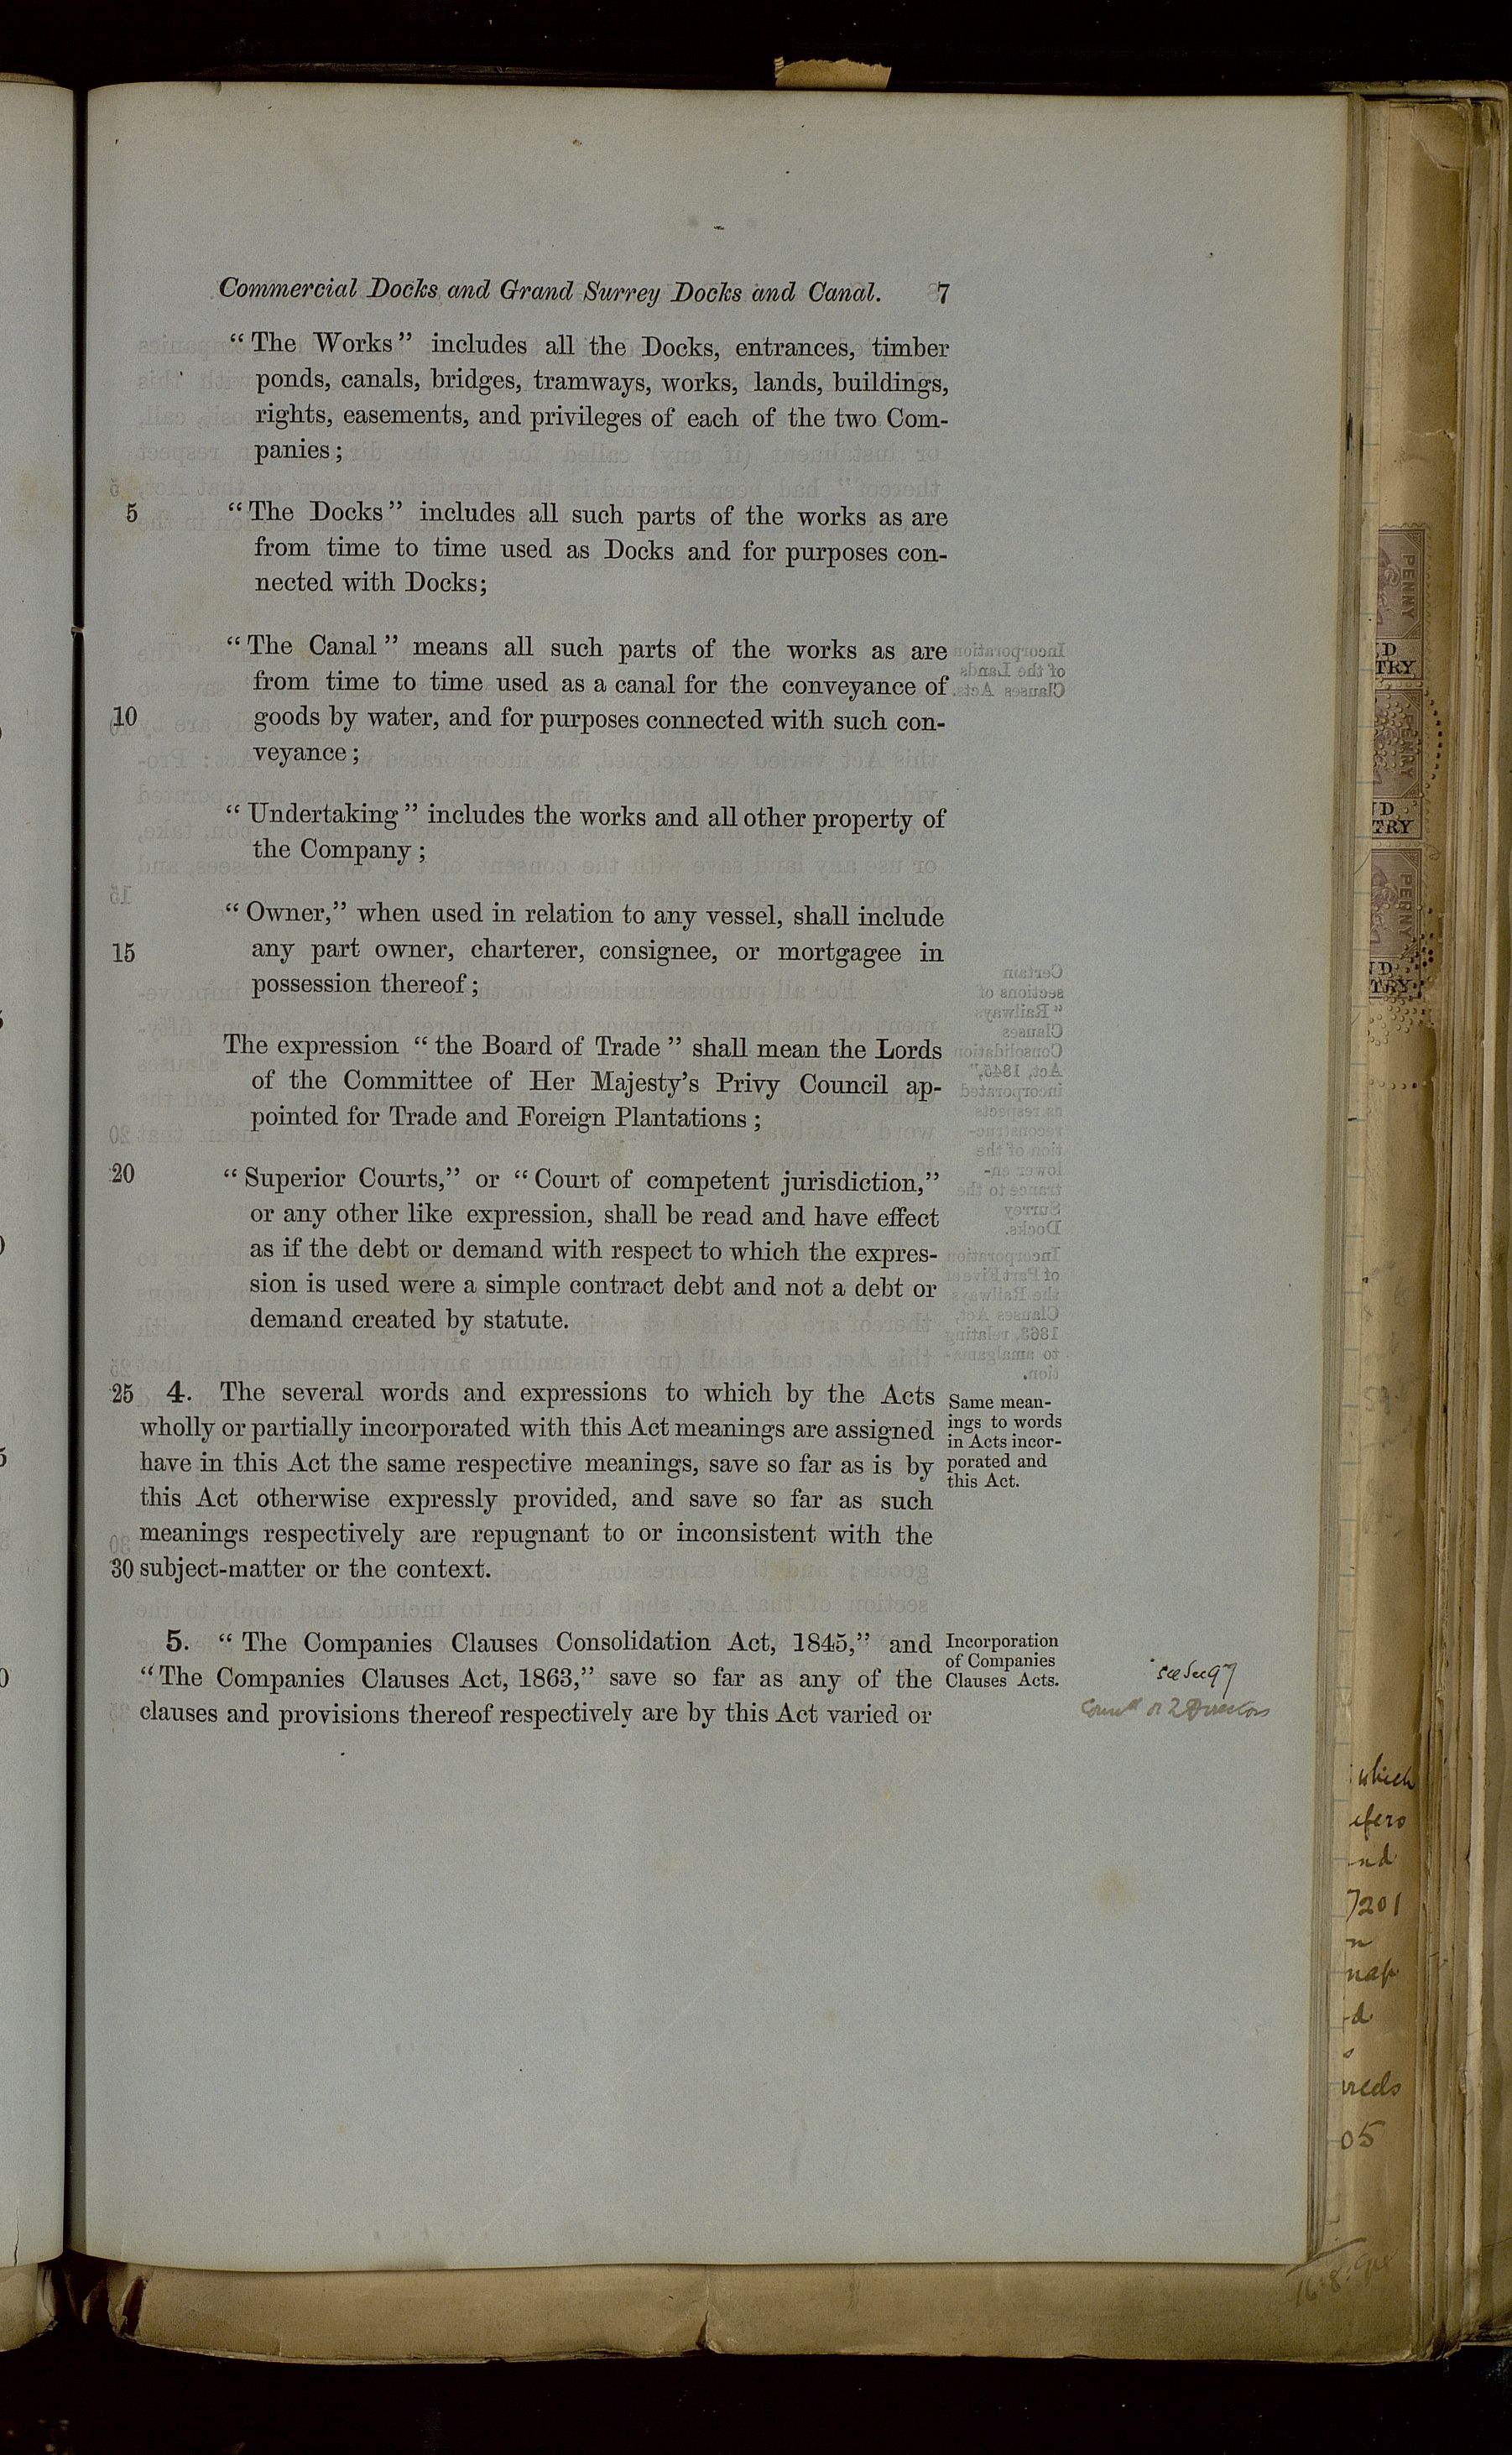 Commercial Docks and Grand Surrey Docks and Canal. 7
“ The Works ” includes all the Docks, entrances, timber
ponds, canals, bridges, tramways, works, lands, buildings,
rights, easements, and privileges of each of the two Com-
panies ;
5 “ The Docks ” includes all such parts of the works as are
from time to time used as Docks and for purposes con-
nected with Docks;
“ The Canal ” means all such parts of the works as are
from time to time used as a canal for the conveyance of
10 goods by water, and for purposes connected with such con-
veyance ;
“ Undertaking ” includes the works and all other property of
the Company ;
“ Owner,” when used in relation to any vessel, shall include
15 any part owner, charterer, consignee, or mortgagee in
possession thereof ;
The expression “ the Board of Trade ” shall mean the Lords
of the Committee of Her Majesty’s Privy Council ap-
pointed for Trade and Foreign Plantations ;
20 “ Superior Courts,” or “ Court of competent jurisdiction,”
or any other like expression, shall be read and have effect
as if the debt or demand with respect to which the expres-
sion is used were a simple contract debt and not a debt or
demand created by statute.
25 4. The several words and expressions to which by the Acts
wholly or partially incorporated with this Act meanings are assigned
have in this Act the same respective meanings, save so far as is by
this Act otherwise expressly provided, and save so far as such
meanings respectively are repugnant to or inconsistent with the
30 subject-matter or the context.
Same mean-
ings to words
in Acts incor-
porated and
this Act.
5. “ The Companies Clauses Consolidation Act, 1845,” and
“ The Companies Clauses Act, 1863,” save so far as any of the
clauses and provisions thereof respectively are by this Act varied or
Incorporation
of Companies
Clauses Acts.
see Sec 97
or 2 Directors
PENNY
TRY
PENNY
TRY
PENNY
TRY
which